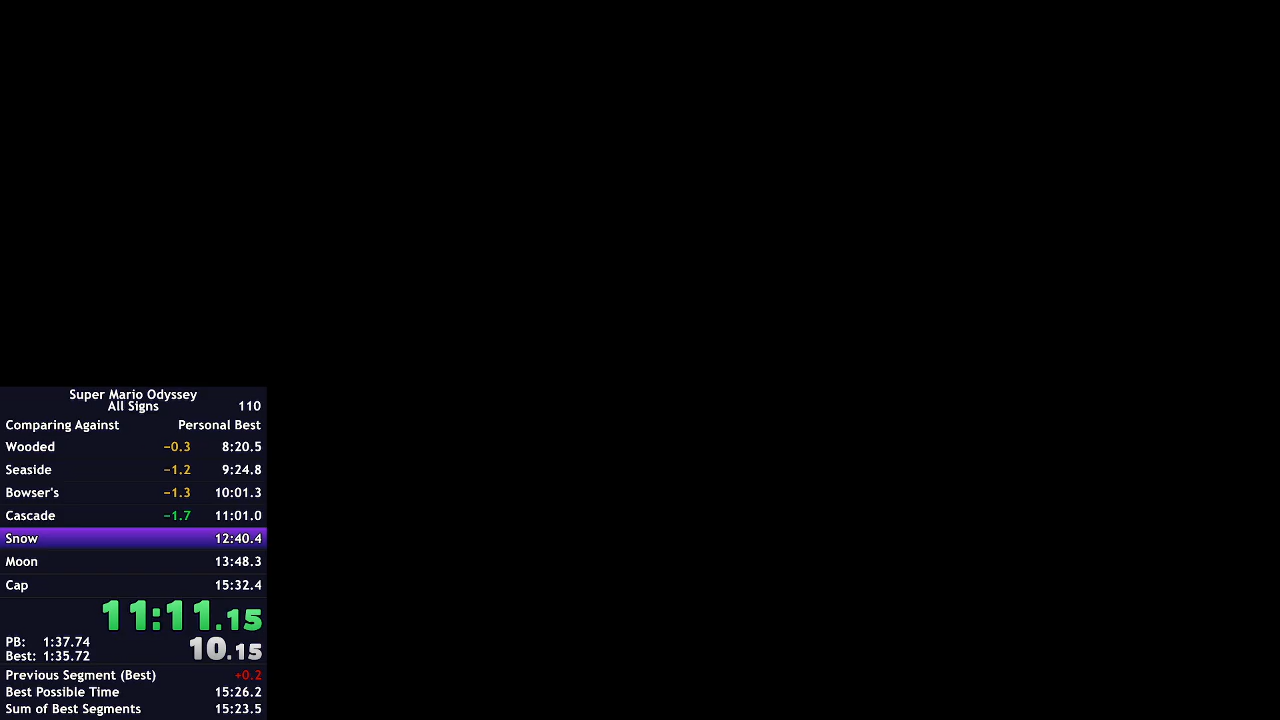 Super Mario Odyssey
All Signs 110
Comparing Against Personal Best
Wooded −0.3 8:20.5
Seaside −1.2 9:24.8
Bowser's −1.3 10:01.3
Cascade −1.7 11:01.0
Snow 12:40.4
Moon 13:48.3
Cap 15:32.4
11:11.15
PB: 1:37.74
10.15
Best: 1:35.72
Previous Segment (Best) +0.2
Best Possible Time 15:26.2
Sum of Best Segments 15:23.5